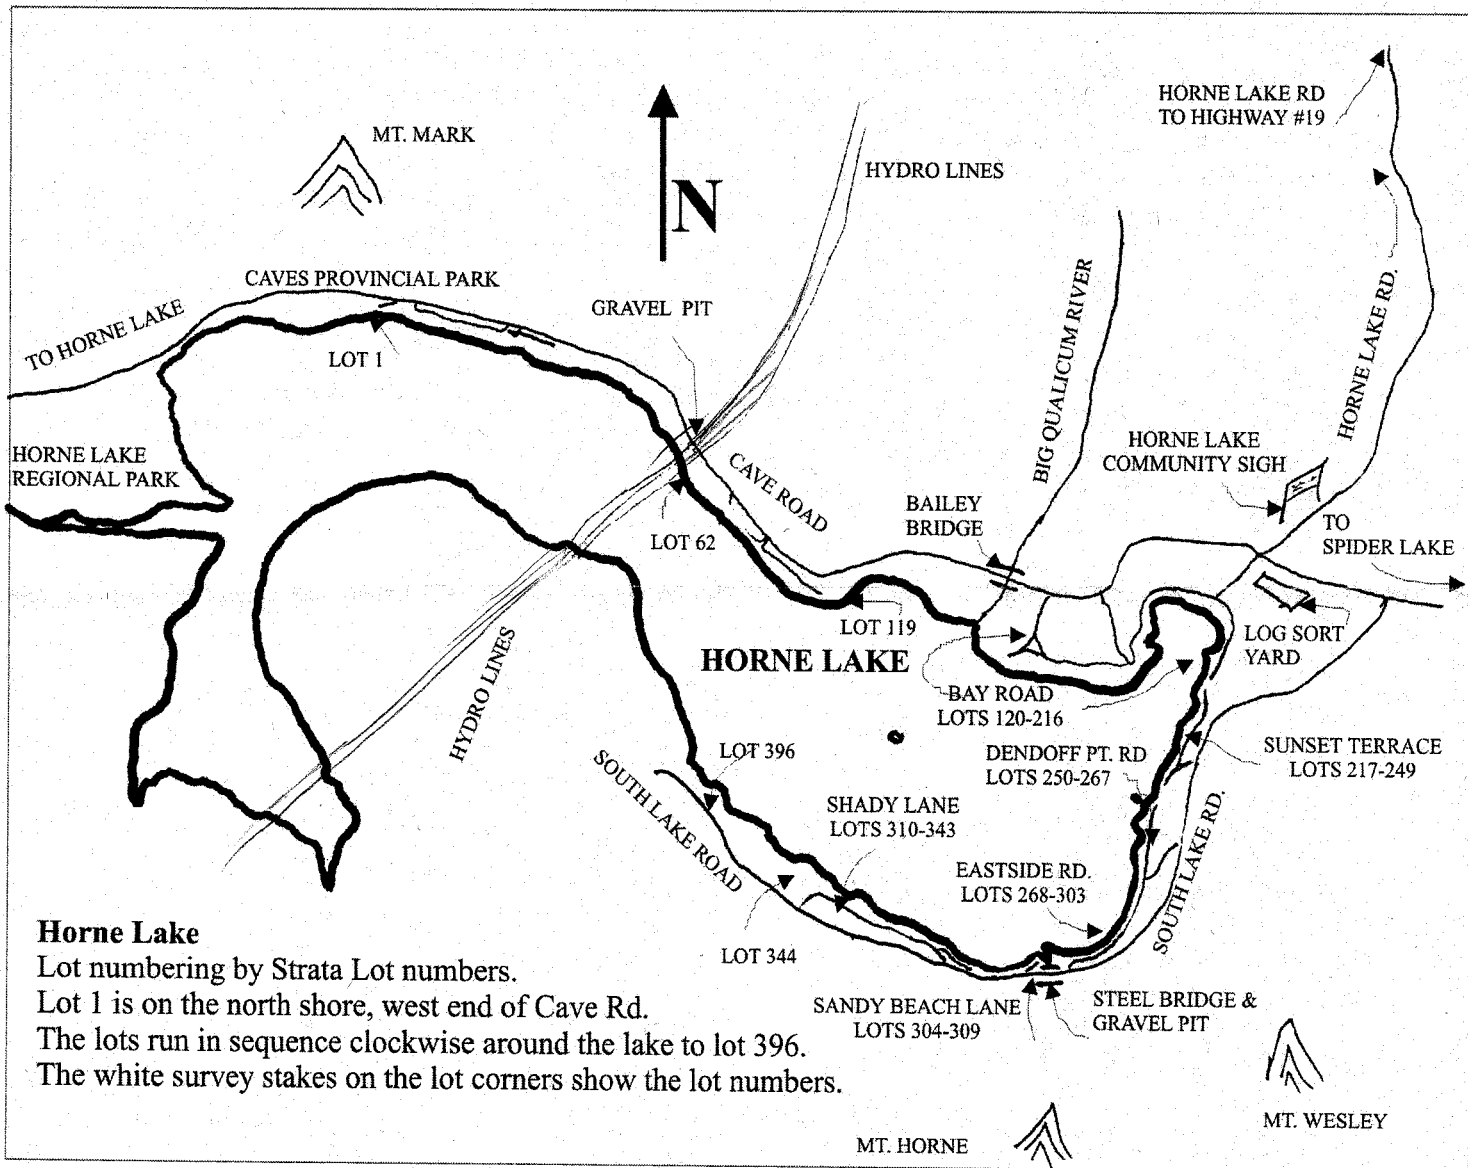 HORNE LAKE RD
TO HIGHWAY #19
MT. MARK
HYDRO LINES
N
CAVES PROVINCIAL PARK
TO HORNE LAKE
GRAVEL PIT
LOT 1
BIG QUALICUM RIVER
HORNE LAKE RD.
HORNE LAKE
REGIONAL PARK
HORNE LAKE
COMMUNITY SIGH
CAVE ROAD
BAILEY
BRIDGE
LOT 62
TO
SPIDER LAKE
LOT 119
LOG SORT
YARD
HORNE LAKE
HYDRO LINES
BAY ROAD
LOTS 120-216
LOT 396
DENDOFF PT. RD
LOTS 250-267
SUNSET TERRACE
LOTS 217-249
SOUTH LAKE ROAD
SHADY LANE
LOTS 310-343
SOUTH LAKE RD.
EASTSIDE RD.
LOTS 268-303
LOT 344
SANDY BEACH LANE
LOTS 304-309
STEEL BRIDGE &
GRAVEL PIT
Horne Lake
Lot numbering by Strata Lot numbers.
Lot 1 is on the north shore, west end of Cave Rd.
The lots run in sequence clockwise around the lake to lot 396.
The white survey stakes on the lot corners show the lot numbers.
MT. WESLEY
MT. HORNE